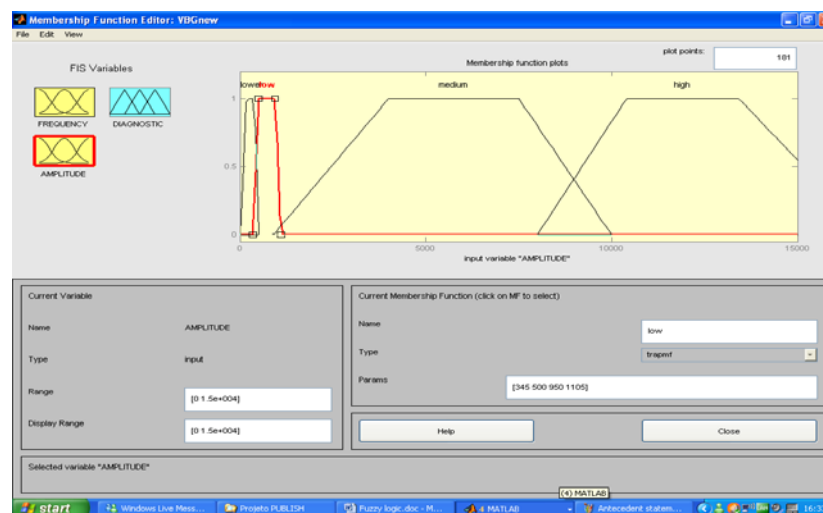 Membership Function Editor: VBGnew
File Edit View
FIS Variables
FREQUENCY DIAGNOSTIC
AMPLITUDE
plot points:
181
Membership function plots
low medium high
1
0.5
0
0 5000 10000 15000
input variable "AMPLITUDE"
Current Variable
Name AMPLITUDE
Type input
Range [0 1.5e+004]
Display Range [0 1.5e+004]
Current Membership Function (click on MF to select)
Name low
Type trapmf
Params [345 500 950 1105]
Help Close
Selected variable "AMPLITUDE"
(4) MATLAB
start Windows Live Mess... Projeto PUBLISH Fuzzy logic.doc - M... 4 MATLAB Antecedent statem...